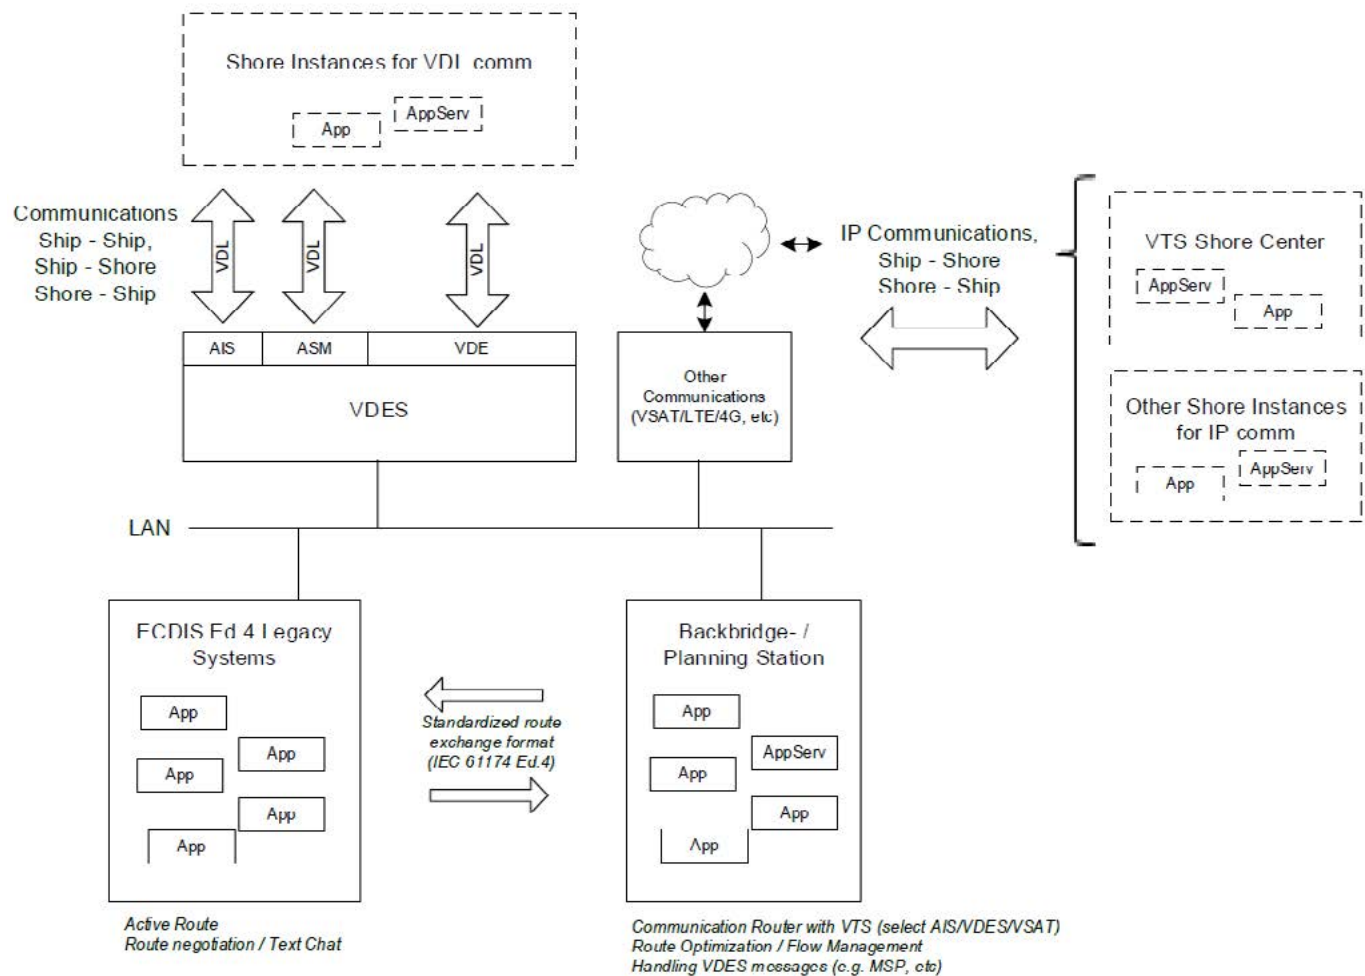 Shore Instances for VDL comm
AppServ
App
Communications
Ship - Ship,
Ship - Shore
Shore - Ship
VDL
VDL
VDL
IP Communications,
Ship - Shore
Shore - Ship
VTS Shore Center
AppServ
App
AIS
ASM
VDE
VDES
Other
Communications
(VSAT/LTE/4G, etc)
Other Shore Instances
for IP comm
AppServ
App
LAN
ECDIS Ed 4 Legacy
Systems
App
App
App
App
App
Standardized route
exchange format
(IEC 61174 Ed.4)
Backbridge- /
Planning Station
App
AppServ
App
App
App
Active Route
Route negotiation / Text Chat
Communication Router with VTS (select AIS/VDES/VSAT)
Route Optimization / Flow Management
Handling VDES messages (e.g. MSP, etc)